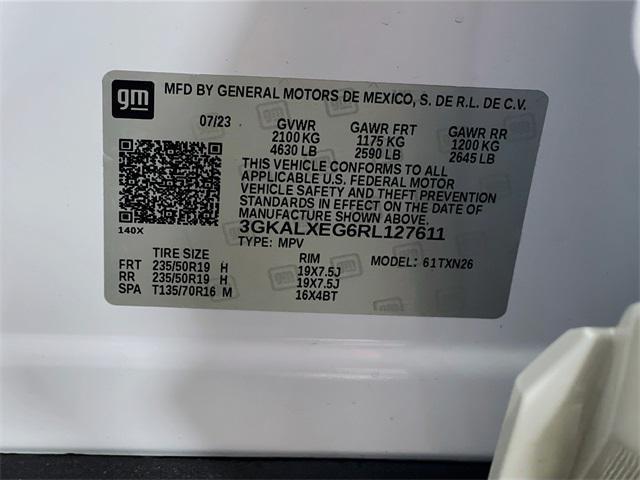 gm
MFD BY GENERAL MOTORS DE MEXICO, S. DE R.L. DE C.V.
07/23 GVWR GAWR FRT GAWR RR
2100 KG 1175 KG 1200 KG
4630 LB 2590 LB 2645 LB
THIS VEHICLE CONFORMS TO ALL
APPLICABLE U.S. FEDERAL MOTOR
VEHICLE SAFETY AND THEFT PREVENTION
STANDARDS IN EFFECT ON THE DATE OF
MANUFACTURE SHOWN ABOVE.
140X
3GKALXEG6RL127611
TYPE: MPV
TIRE SIZE RIM MODEL: 61TXN26
FRT 235/50R19 H 19X7.5J
RR 235/50R19 H 19X7.5J
SPA T135/70R16 M 16X4BT